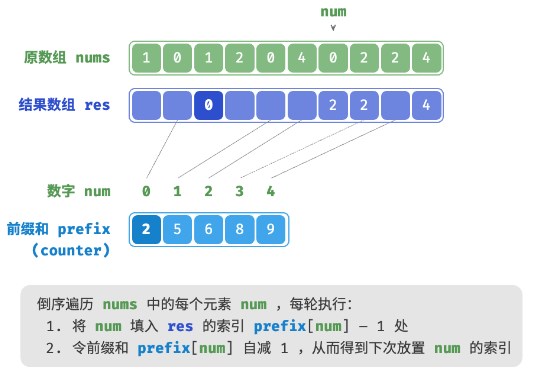 num
原数组 nums 1 0 1 2 0 4 0 2 2 4
结果数组 res 0 2 2 4
数字 num 0 1 2 3 4
前缀和 prefix 2 5 6 8 9
(counter)
倒序遍历 nums 中的每个元素 num ，每轮执行：
1. 将 num 填入 res 的索引 prefix[num] – 1 处
2. 令前缀和 prefix[num] 自减 1 ，从而得到下次放置 num 的索引